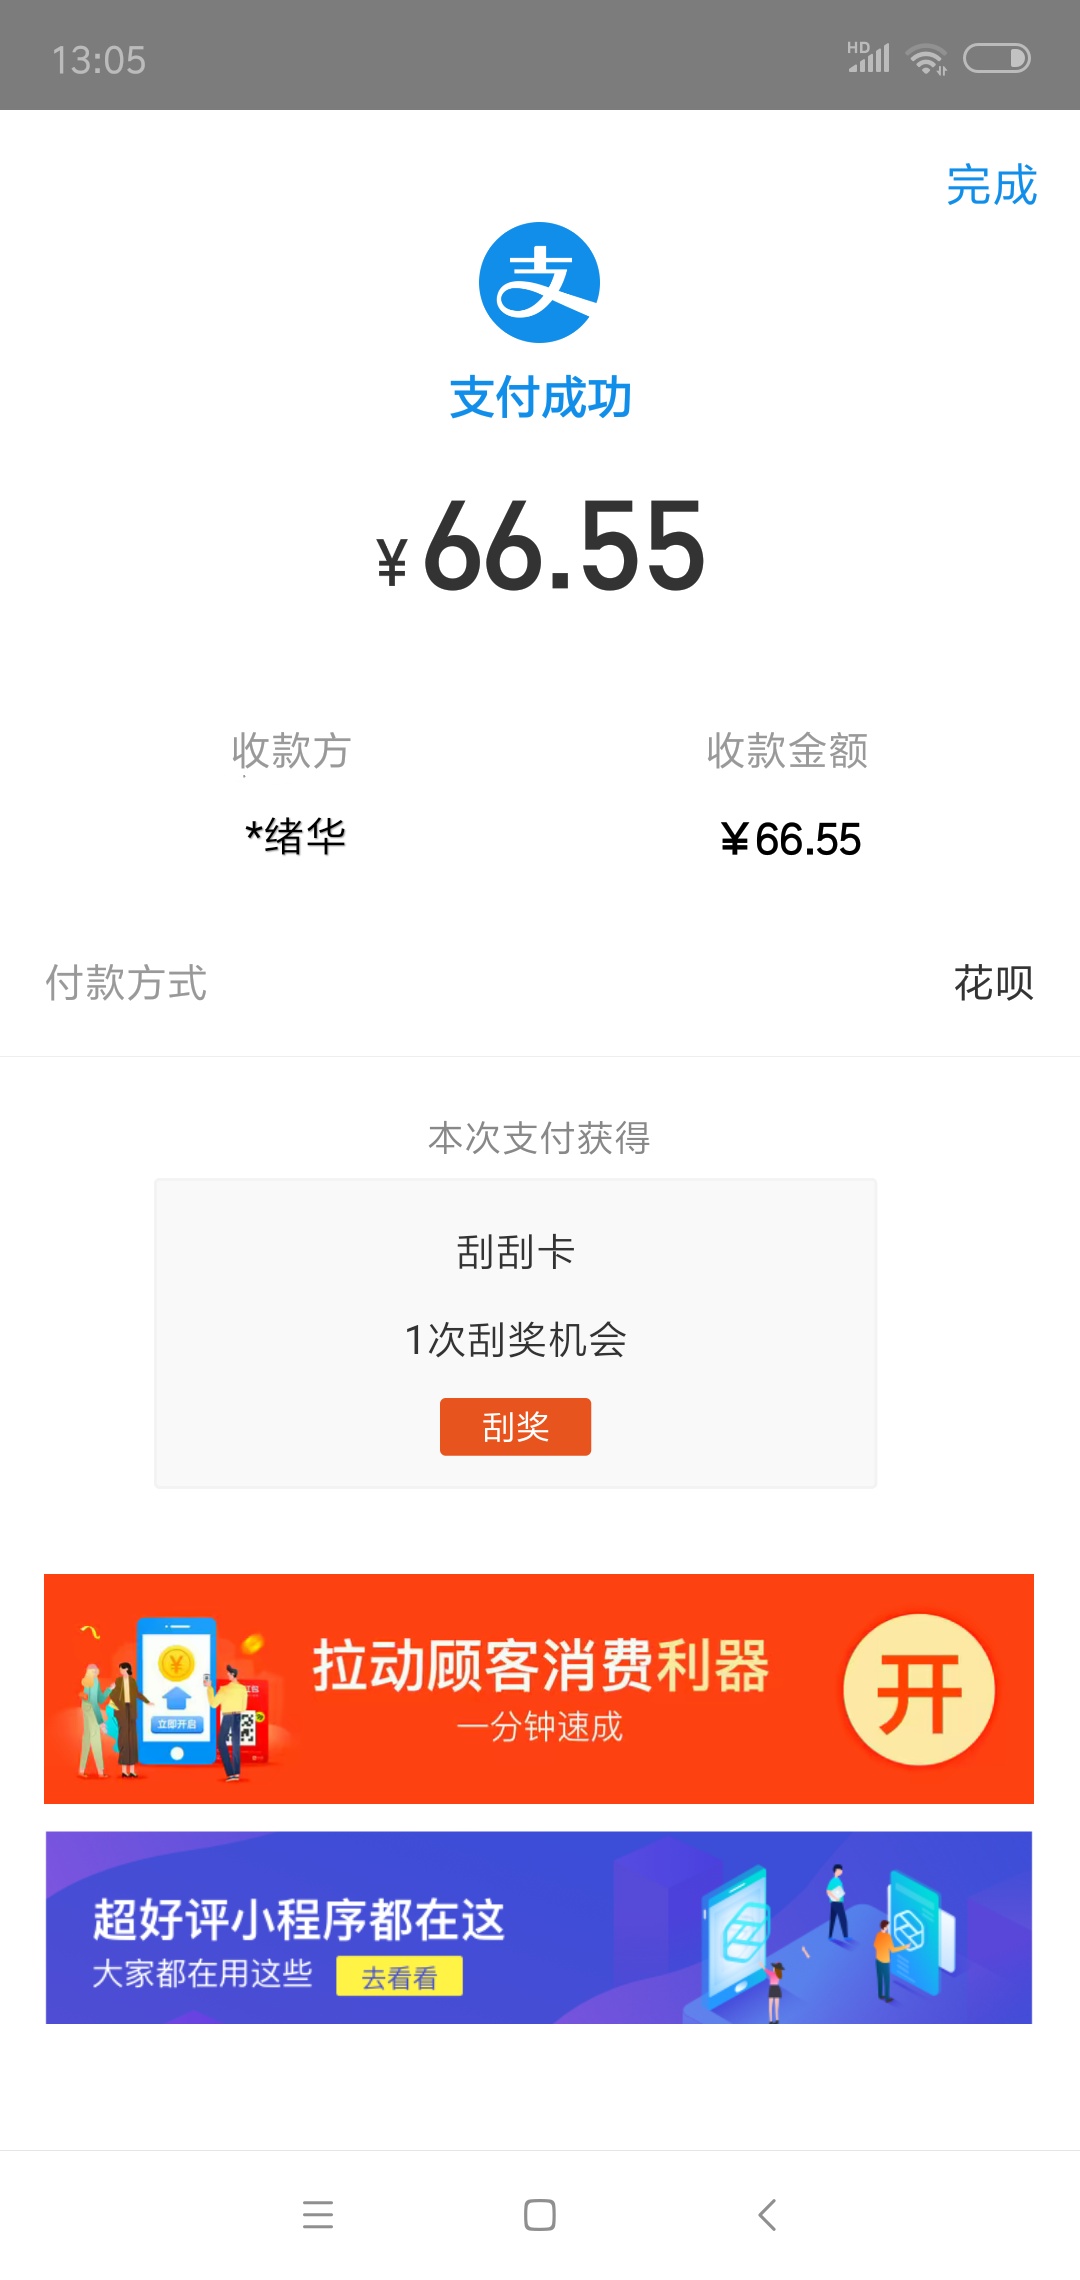 13:05
HD
完成
支
支付成功
¥66.55
收款方
收款金额
*绪华
¥66.55
付款方式
花呗
本次支付获得
刮刮卡
1次刮奖机会
刮奖
拉动顾客消费利器
一分钟速成
开
立即开启
超好评小程序都在这
大家都在用这些
去看看